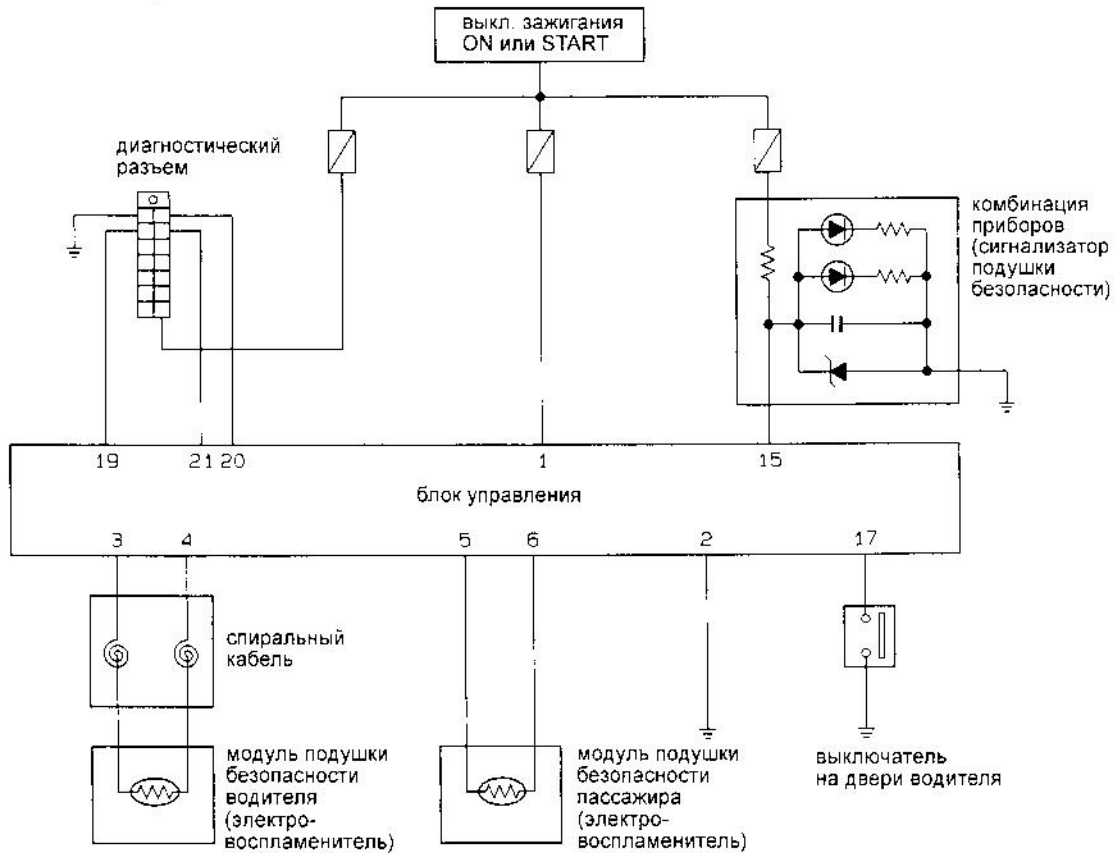 выкл. зажигания
ON или START
диагностический
разъем
комбинация
приборов
(сигнализатор
подушки
безоласности)
19
21
20
1
15
блок управления
3
4
5
6
2
17
спиральный
кабель
модуль подушки
безопасности
водителя
(электро-
воспламенитель)
модуль подушки
безопасности
лассажира
(электро-
воспламенитель)
выключатель
на двери водителя